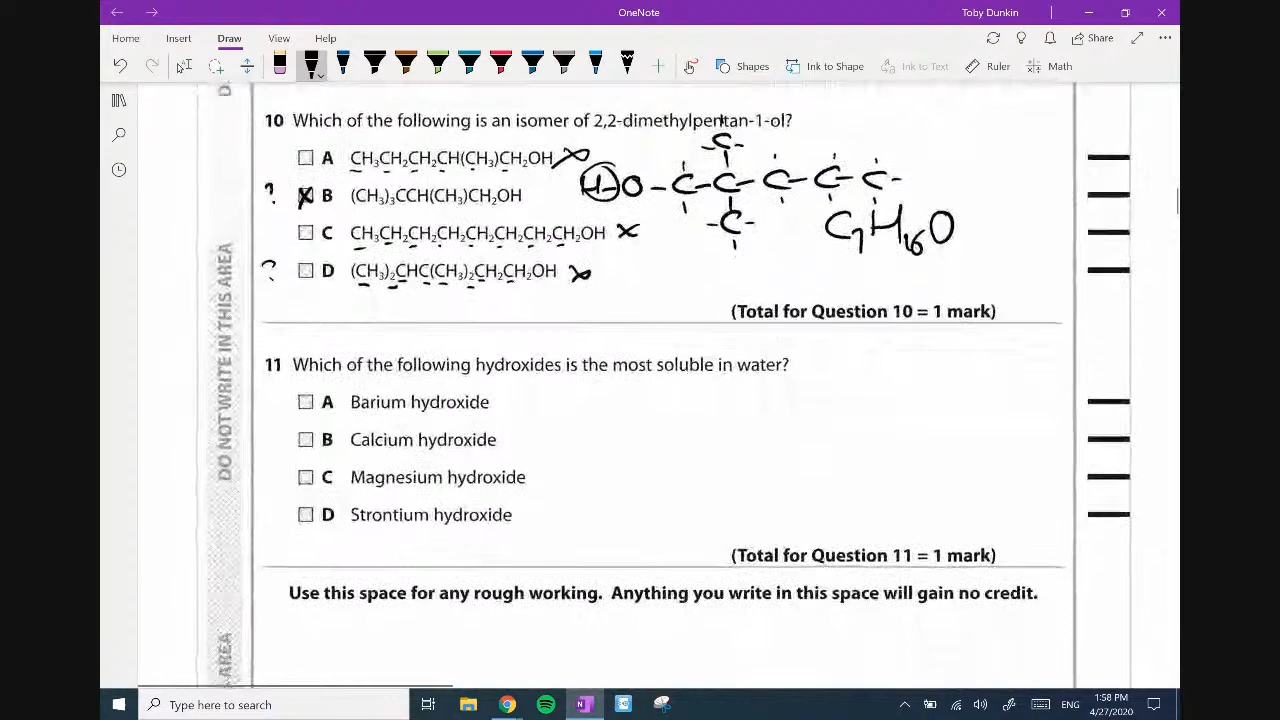 OneNote
Toby Dunkin
Home Insert Draw View Help
Share
Shapes Ink to Shape Ink to Text Ruler Math
10 Which of the following is an isomer of 2,2-dimethylpentan-1-ol?
A CH₃CH₂CH₂CH(CH₃)CH₂OH ×
? B (CH₃)₃CCH(CH₃)CH₂OH
C CH₃CH₂CH₂CH₂CH₂CH₂CH₂CH₂OH ×
? D (CH₃)₂CHC(CH₃)₂CH₂CH₂OH ×
C
H-O-C-C-C-C-C-
-C-
C₇H₁₆O
(Total for Question 10 = 1 mark)
11 Which of the following hydroxides is the most soluble in water?
A Barium hydroxide
B Calcium hydroxide
C Magnesium hydroxide
D Strontium hydroxide
(Total for Question 11 = 1 mark)
Use this space for any rough working. Anything you write in this space will gain no credit.
DO NOT WRITE IN THIS AREA
AREA
Type here to search
ENG
1:58 PM
4/27/2020